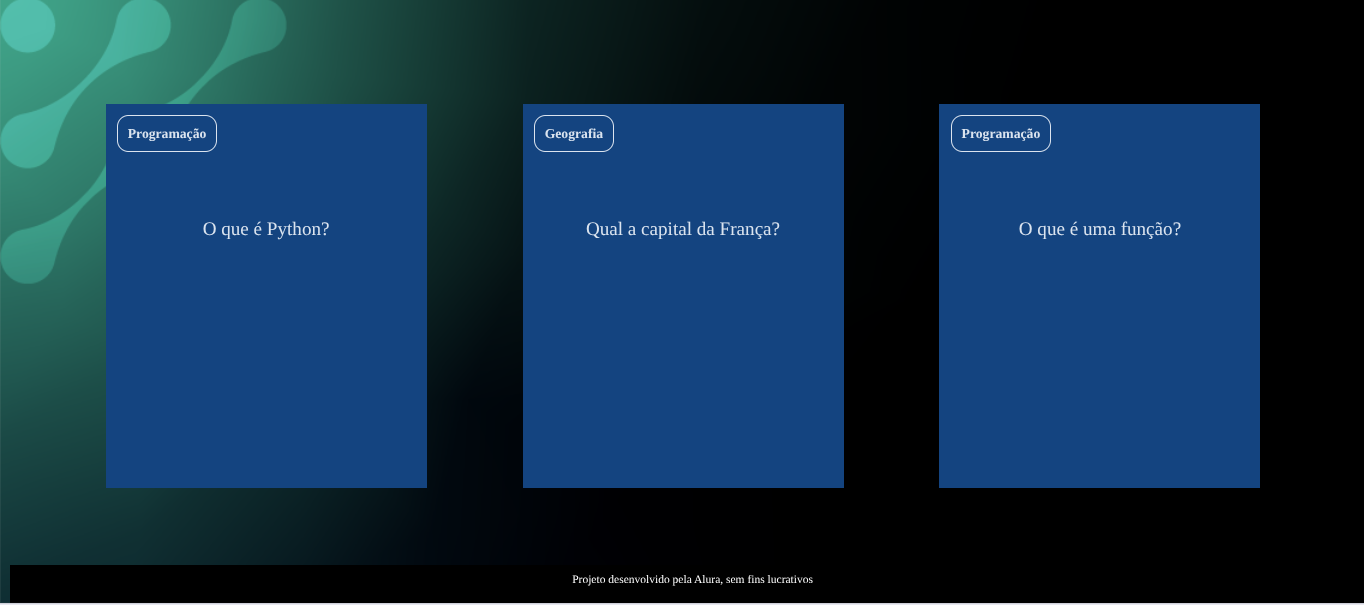 Programação
O que é Python?
Geografia
Qual a capital da França?
Programação
O que é uma função?
Projeto desenvolvido pela Alura, sem fins lucrativos